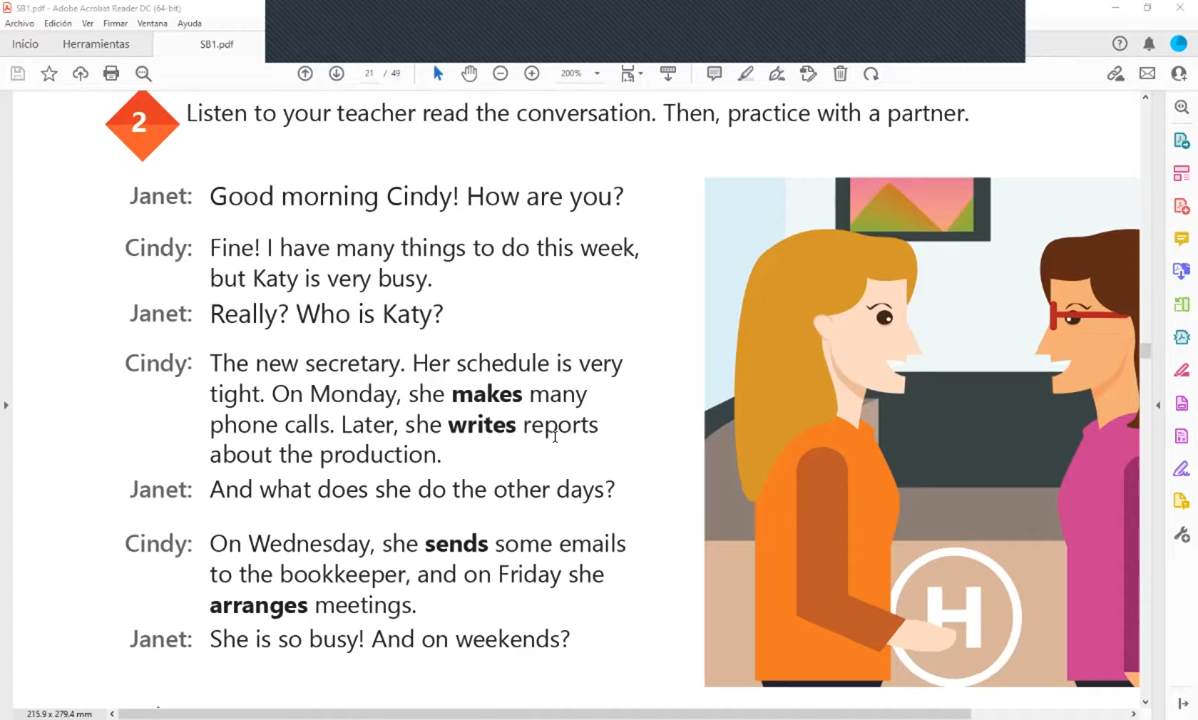 SB1.pdf - Adobe Acrobat Reader DC (64-bit)
Archivo Edición Ver Firmar Ventana Ayuda
Inicio Herramientas SB1.pdf
21 / 49 200%
2 Listen to your teacher read the conversation. Then, practice with a partner.
Janet: Good morning Cindy! How are you?
Cindy: Fine! I have many things to do this week,
but Katy is very busy.
Janet: Really? Who is Katy?
Cindy: The new secretary. Her schedule is very
tight. On Monday, she makes many
phone calls. Later, she writes reports
about the production.
Janet: And what does she do the other days?
Cindy: On Wednesday, she sends some emails
to the bookkeeper, and on Friday she
arranges meetings.
Janet: She is so busy! And on weekends?
H
215.9 x 279.4 mm